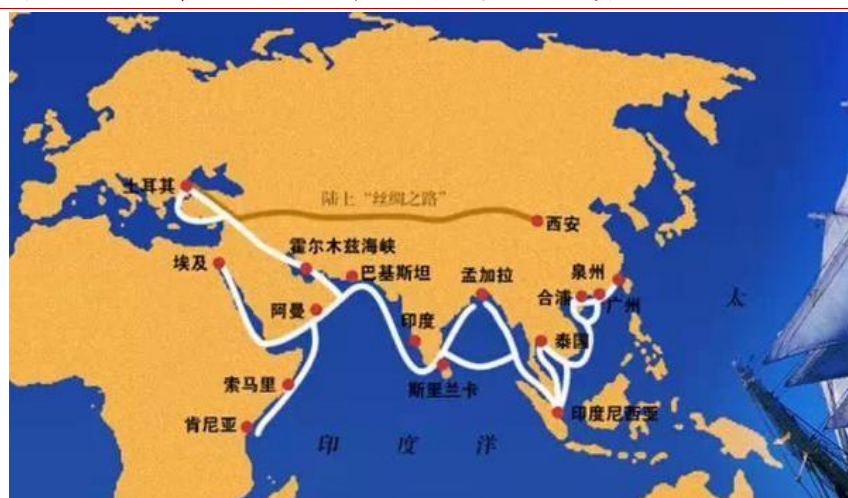 土耳其
陆上“丝绸之路”
西安
埃及
霍尔木兹海峡
巴基斯坦
孟加拉
泉州
合浦
广州
太
阿曼
印度
泰国
斯里兰卡
索马里
印度尼西亚
肯尼亚
印度洋